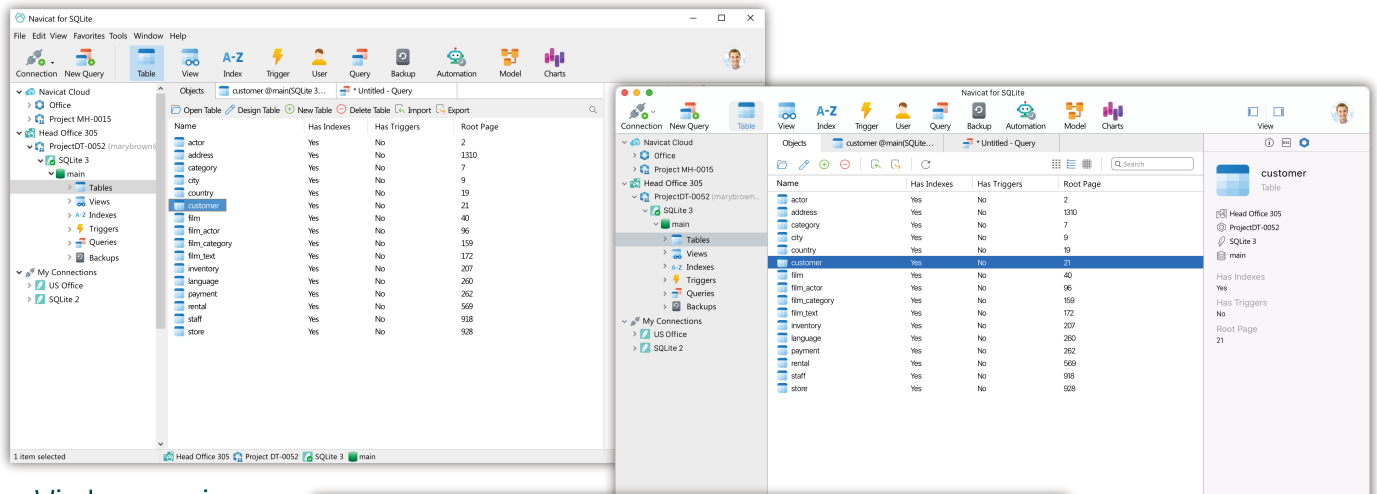 Navicat for SQLite
File Edit View Favorites Tools Window Help
Connection New Query Table View Index Trigger User Query Backup Automation Model Charts
A-Z
Navicat Cloud
Office
Project MH-0015
Head Office 305
ProjectDT-0052 (marybrown@
SQLite 3
main
Tables
Views
A-Z Indexes
Triggers
Queries
Backups
My Connections
US Office
SQLite 2
Objects customer @main(SQLite 3... * Untitled - Query
Open Table Design Table New Table Delete Table Import Export
Name Has Indexes Has Triggers Root Page
actor Yes No 2
address Yes No 1310
category Yes No 7
city Yes No 9
country Yes No 19
customer Yes No 21
film Yes No 40
film_actor Yes No 96
film_category Yes No 159
film_text Yes No 172
inventory Yes No 207
language Yes No 260
payment Yes No 262
rental Yes No 569
staff Yes No 918
store Yes No 928
1 item selected Head Office 305 Project DT-0052 SQLite 3 main
Navicat for SQLite
A-Z
Connection New Query Table View Index Trigger User Query Backup Automation Model Charts View
Navicat Cloud
Office
Project MH-0015
Head Office 305
ProjectDT-0052 (marybrown...
SQLite 3
main
Tables
Views
A-Z Indexes
Triggers
Queries
Backups
My Connections
US Office
SQLite 2
Objects customer @main(SQLite... * Untitled - Query
Search
Name Has Indexes Has Triggers Root Page
actor Yes No 2
address Yes No 1310
category Yes No 7
city Yes No 9
country Yes No 19
customer Yes No 21
film Yes No 40
film_actor Yes No 96
film_category Yes No 159
film_text Yes No 172
inventory Yes No 207
language Yes No 260
payment Yes No 262
rental Yes No 569
staff Yes No 918
store Yes No 928
customer
Table
Head Office 305
ProjectDT-0052
SQLite 3
main
Has Indexes
Yes
Has Triggers
No
Root Page
21